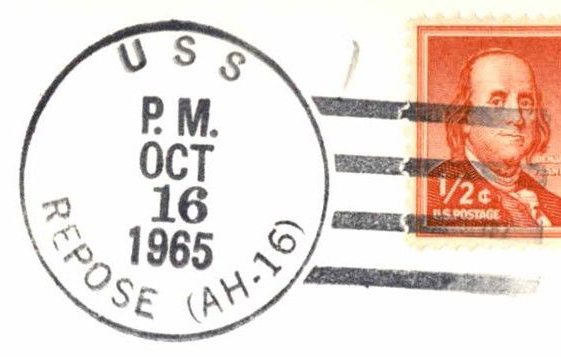 USS
P. M.
OCT
16
1965
REPOSE (AH-16)
1/2 ¢
U.S. POSTAGE